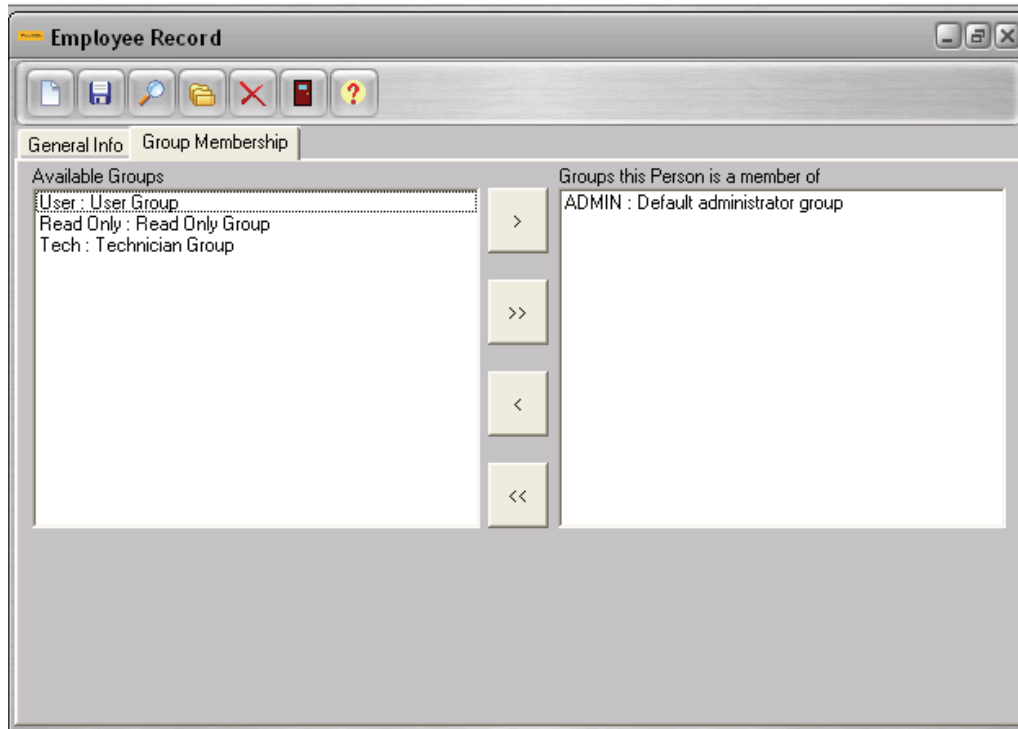 Employee Record
General Info Group Membership
Available Groups
User : User Group
Read Only : Read Only Group
Tech : Technician Group
>
>>
<
<<
Groups this Person is a member of
ADMIN : Default administrator group